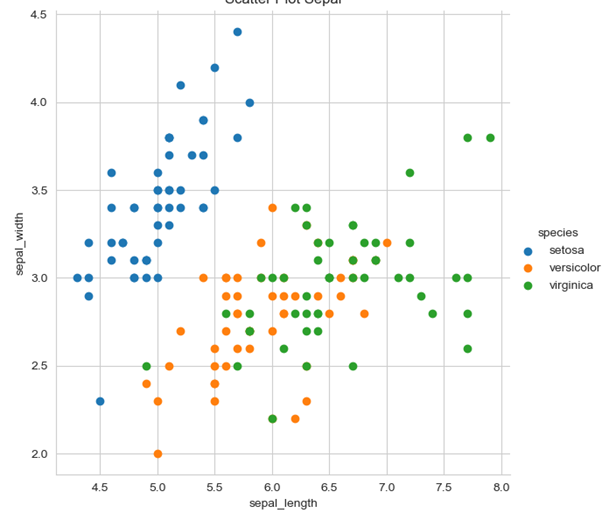 Scatter Plot Sepal
4.5
4.0
3.5
3.0
2.5
2.0
sepal_width
4.5 5.0 5.5 6.0 6.5 7.0 7.5 8.0
sepal_length
species
setosa
versicolor
virginica